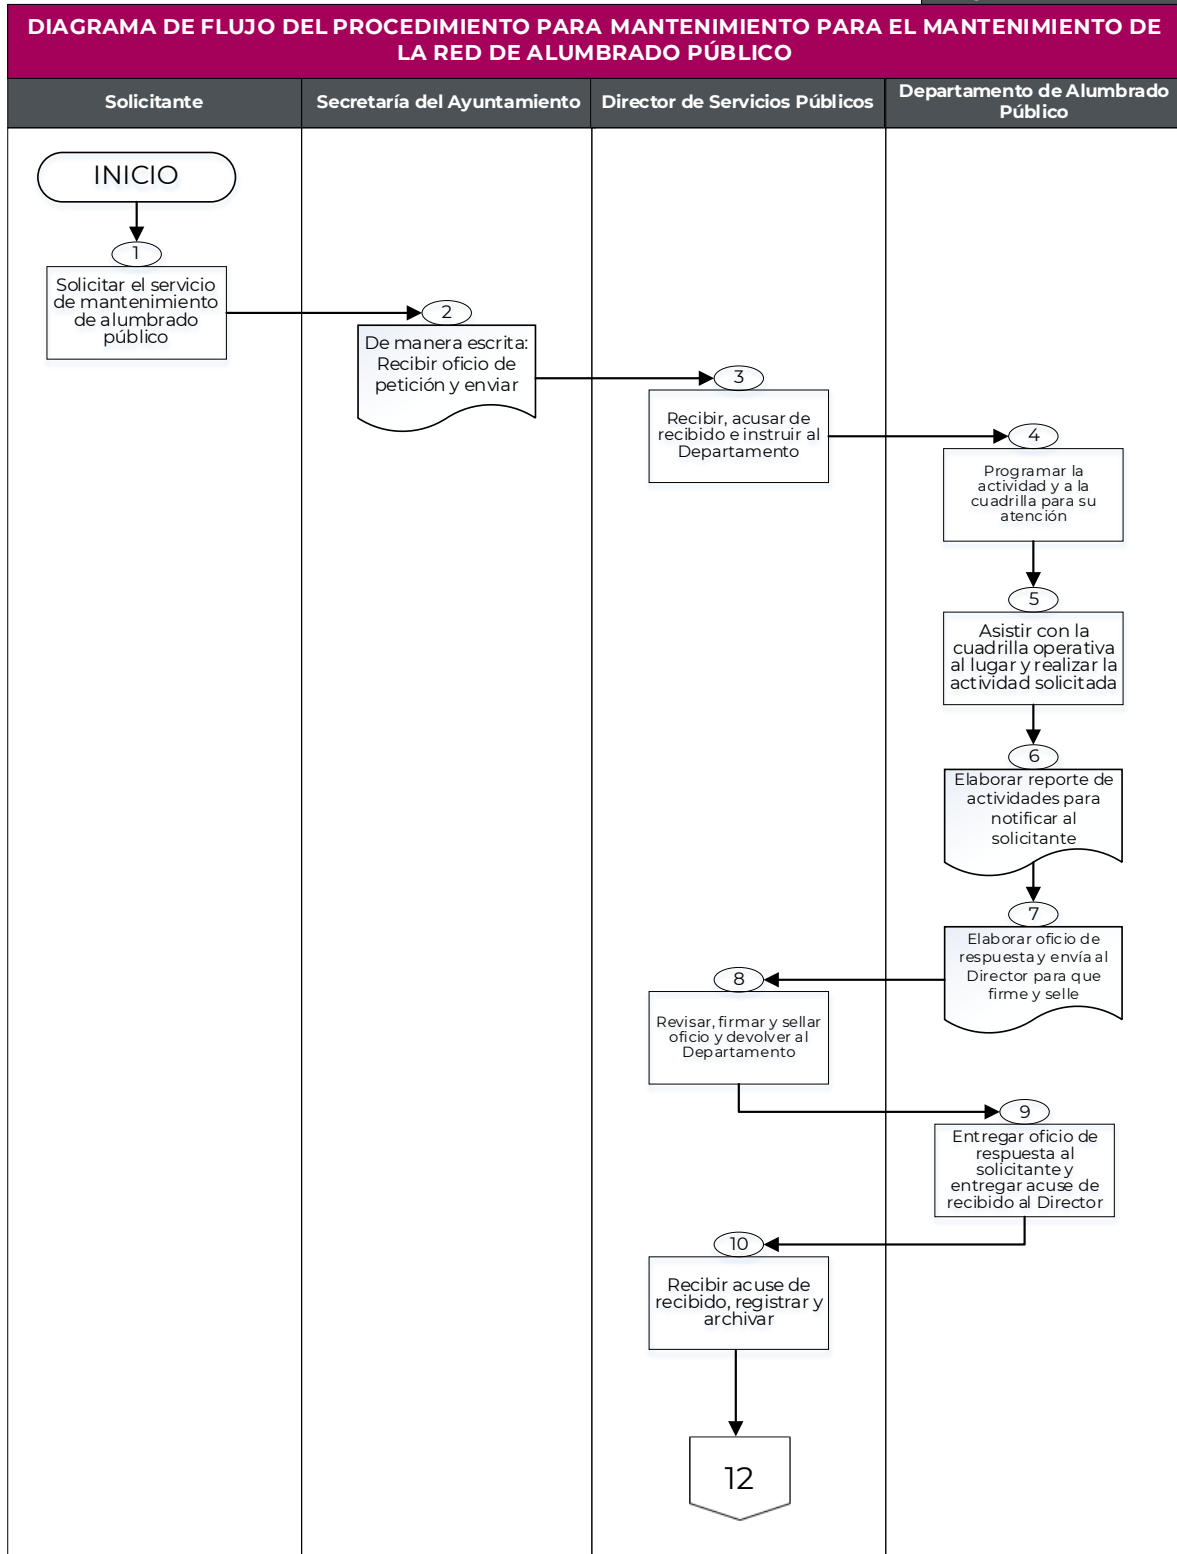 DIAGRAMA DE FLUJO DEL PROCEDIMIENTO PARA MANTENIMIENTO PARA EL MANTENIMIENTO DE
LA RED DE ALUMBRADO PÚBLICO
Solicitante
Secretaría del Ayuntamiento
Director de Servicios Públicos
Departamento de Alumbrado
Público
INICIO
1
Solicitar el servicio
de mantenimiento
de alumbrado
público
2
De manera escrita:
Recibir oficio de
petición y enviar
3
Recibir, acusar de
recibido e instruir al
Departamento
4
Programar la
actividad y a la
cuadrilla para su
atención
5
Asistir con la
cuadrilla operativa
al lugar y realizar la
actividad solicitada
6
Elaborar reporte de
actividades para
notificar al
solicitante
7
Elaborar oficio de
respuesta y envía al
Director para que
firme y selle
8
Revisar, firmar y sellar
oficio y devolver al
Departamento
9
Entregar oficio de
respuesta al
solicitante y
entregar acuse de
recibido al Director
10
Recibir acuse de
recibido, registrar y
archivar
12